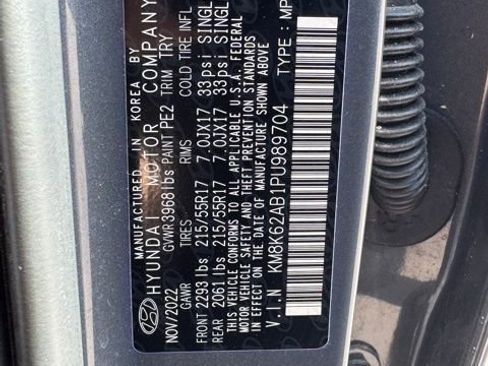 MANUFACTURED IN KOREA BY
HYUNDAI MOTOR COMPANY
NOV/2022 GVWR 3968 lbs PAINT PE2 TRIM TRY
GAWR RIMS COLD TIRE INFL
FRONT 2293 lbs 215/55R17 7.0JX17 33psi SINGL
REAR 2061 lbs 215/55R17 7.0JX17 33psi SINGL
THIS VEHICLE CONFORMS TO ALL APPLICABLE U.S.A. FEDERAL
MOTOR VEHICLE SAFETY AND THEFT PREVENTION STANDARDS
IN EFFECT ON THE DATE OF MANUFACTURE SHOWN ABOVE.
V.I.N KM8K62AB1PU989704 TYPE : MP